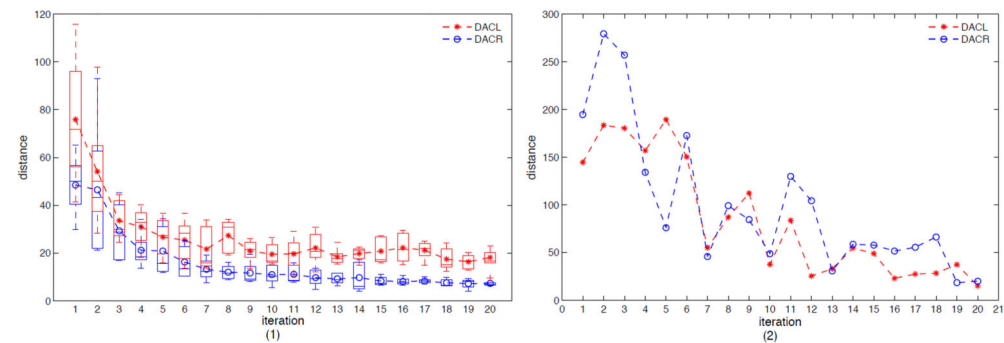 120
100
80
60
40
20
0
distance
DACL
DACR
1 2 3 4 5 6 7 8 9 10 11 12 13 14 15 16 17 18 19 20
iteration
(1)
300
250
200
150
100
50
0
distance
DACL
DACR
0 1 2 3 4 5 6 7 8 9 10 11 12 13 14 15 16 17 18 19 20 21
iteration
(2)